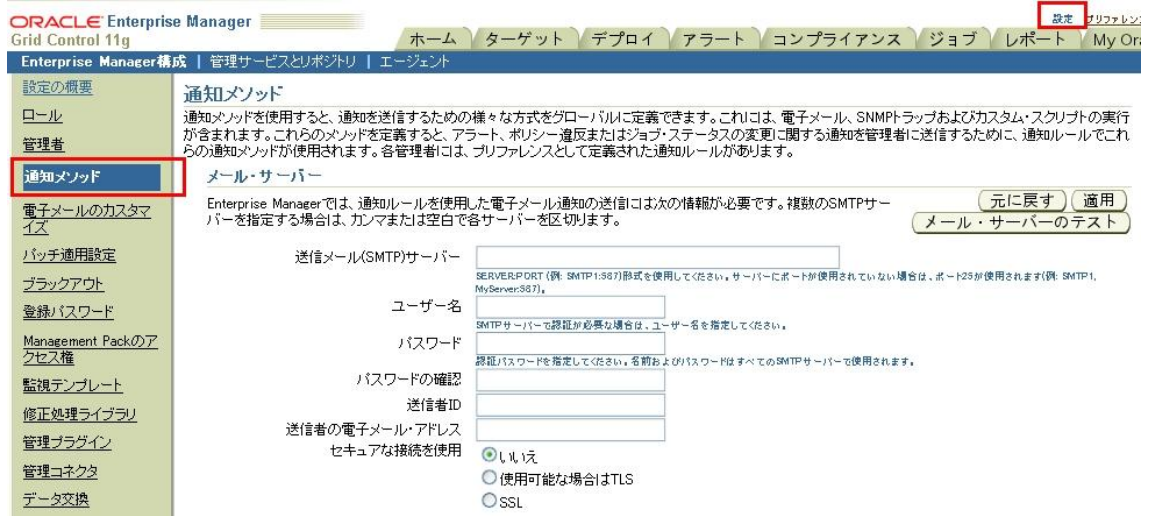 ORACLE Enterprise Manager
Grid Control 11g
設定 プリファレン
ホーム ターゲット デプロイ アラート コンプライアンス ジョブ レポート My Or
Enterprise Manager構成 | 管理サービスとリポジトリ | エージェント
設定の概要
ロール
管理者
通知メソッド
電子メールのカスタマ
イズ
パッチ適用設定
ブラックアウト
登録パスワード
Management Packのア
クセス権
監視テンプレート
修正処理ライブラリ
管理プラグイン
管理コネクタ
データ交換
通知メソッド
通知メソッドを使用すると、通知を送信するための様々な方式をグローバルに定義できます。これには、電子メール、SNMPトラップおよびカスタム・スクリプトの実行
が含まれます。これらのメソッドを定義すると、アラート、ポリシー違反またはジョブ・ステータスの変更に関する通知を管理者に送信するために、通知ルールでこれ
らの通知メソッドが使用されます。各管理者には、プリファレンスとして定義された通知ルールがあります。
メール・サーバー
Enterprise Managerでは、通知ルールを使用した電子メール通知の送信には次の情報が必要です。複数のSMTPサー
バーを指定する場合は、カンマまたは空白で各サーバーを区切ります。
元に戻す 適用
メール・サーバーのテスト
送信メール(SMTP)サーバー
SERVER:PORT (例: SMTP1:587)形式を使用してください。サーバーにポートが使用されていない場合は、ポート25が使用されます(例: SMTP1,
MyServer:587)。
ユーザー名
SMTPサーバーで認証が必要な場合は、ユーザー名を指定してください。
パスワード
認証パスワードを指定してください。名前およびパスワードはすべてのSMTPサーバーで使用されます。
パスワードの確認
送信者ID
送信者の電子メール・アドレス
セキュアな接続を使用
いいえ
使用可能な場合はTLS
SSL